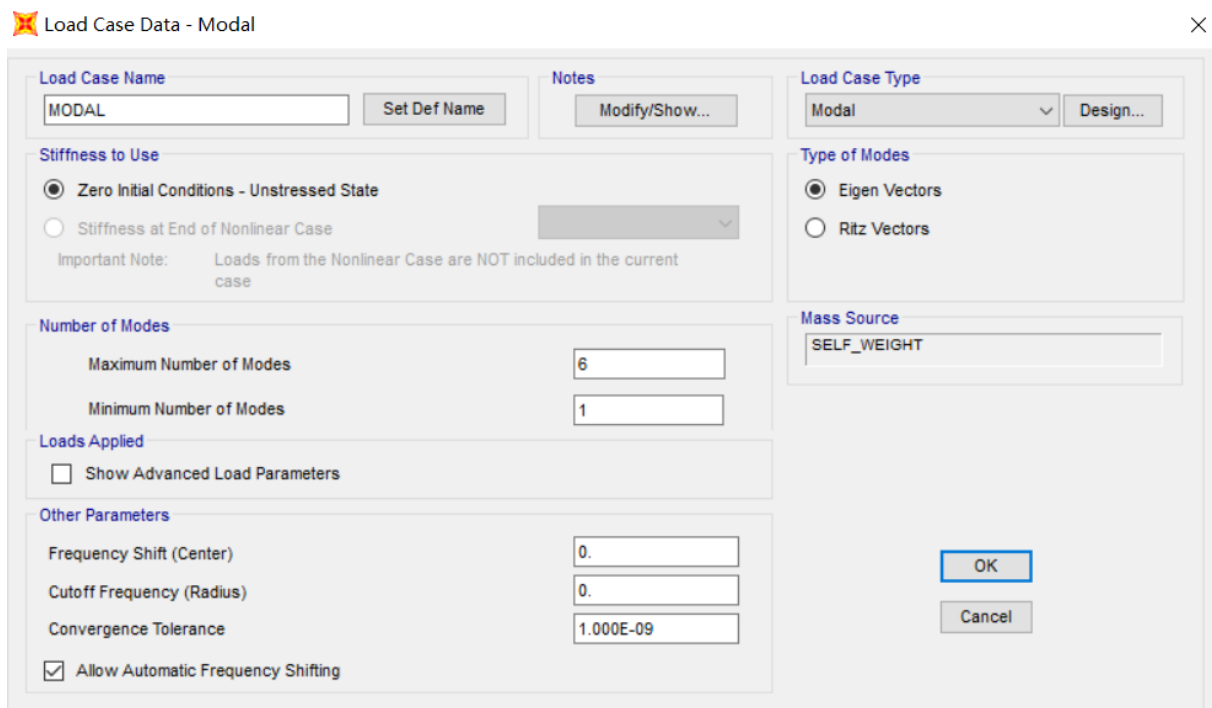 Load Case Data - Modal
Load Case Name
MODAL
Set Def Name
Notes
Modify/Show...
Load Case Type
Modal
Design...
Stiffness to Use
Zero Initial Conditions - Unstressed State
Stiffness at End of Nonlinear Case
Important Note: Loads from the Nonlinear Case are NOT included in the current
case
Type of Modes
Eigen Vectors
Ritz Vectors
Number of Modes
Maximum Number of Modes 6
Minimum Number of Modes 1
Mass Source
SELF_WEIGHT
Loads Applied
Show Advanced Load Parameters
Other Parameters
Frequency Shift (Center) 0.
Cutoff Frequency (Radius) 0.
Convergence Tolerance 1.000E-09
Allow Automatic Frequency Shifting
OK
Cancel